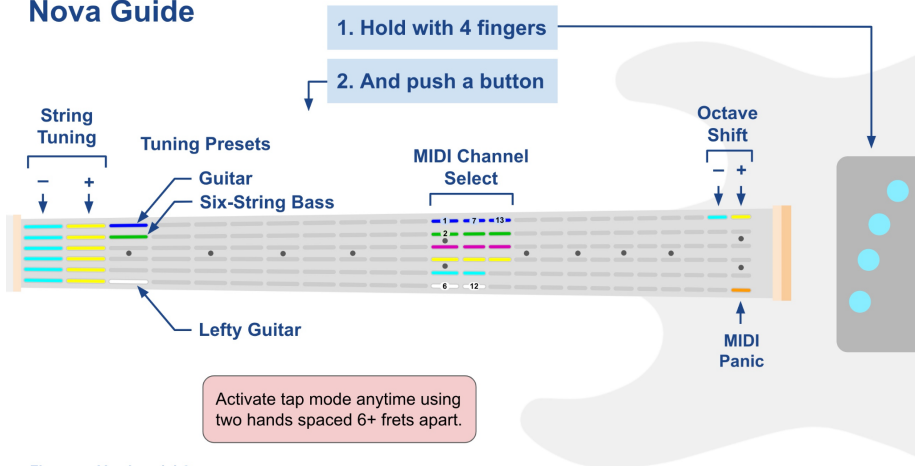 Nova Guide
1. Hold with 4 fingers
2. And push a button
String
Tuning
– +
Tuning Presets
Guitar
Six-String Bass
Lefty Guitar
MIDI Channel
Select
1 7 13
2
6 12
Octave
Shift
– +
MIDI
Panic
Activate tap mode anytime using
two hands spaced 6+ frets apart.